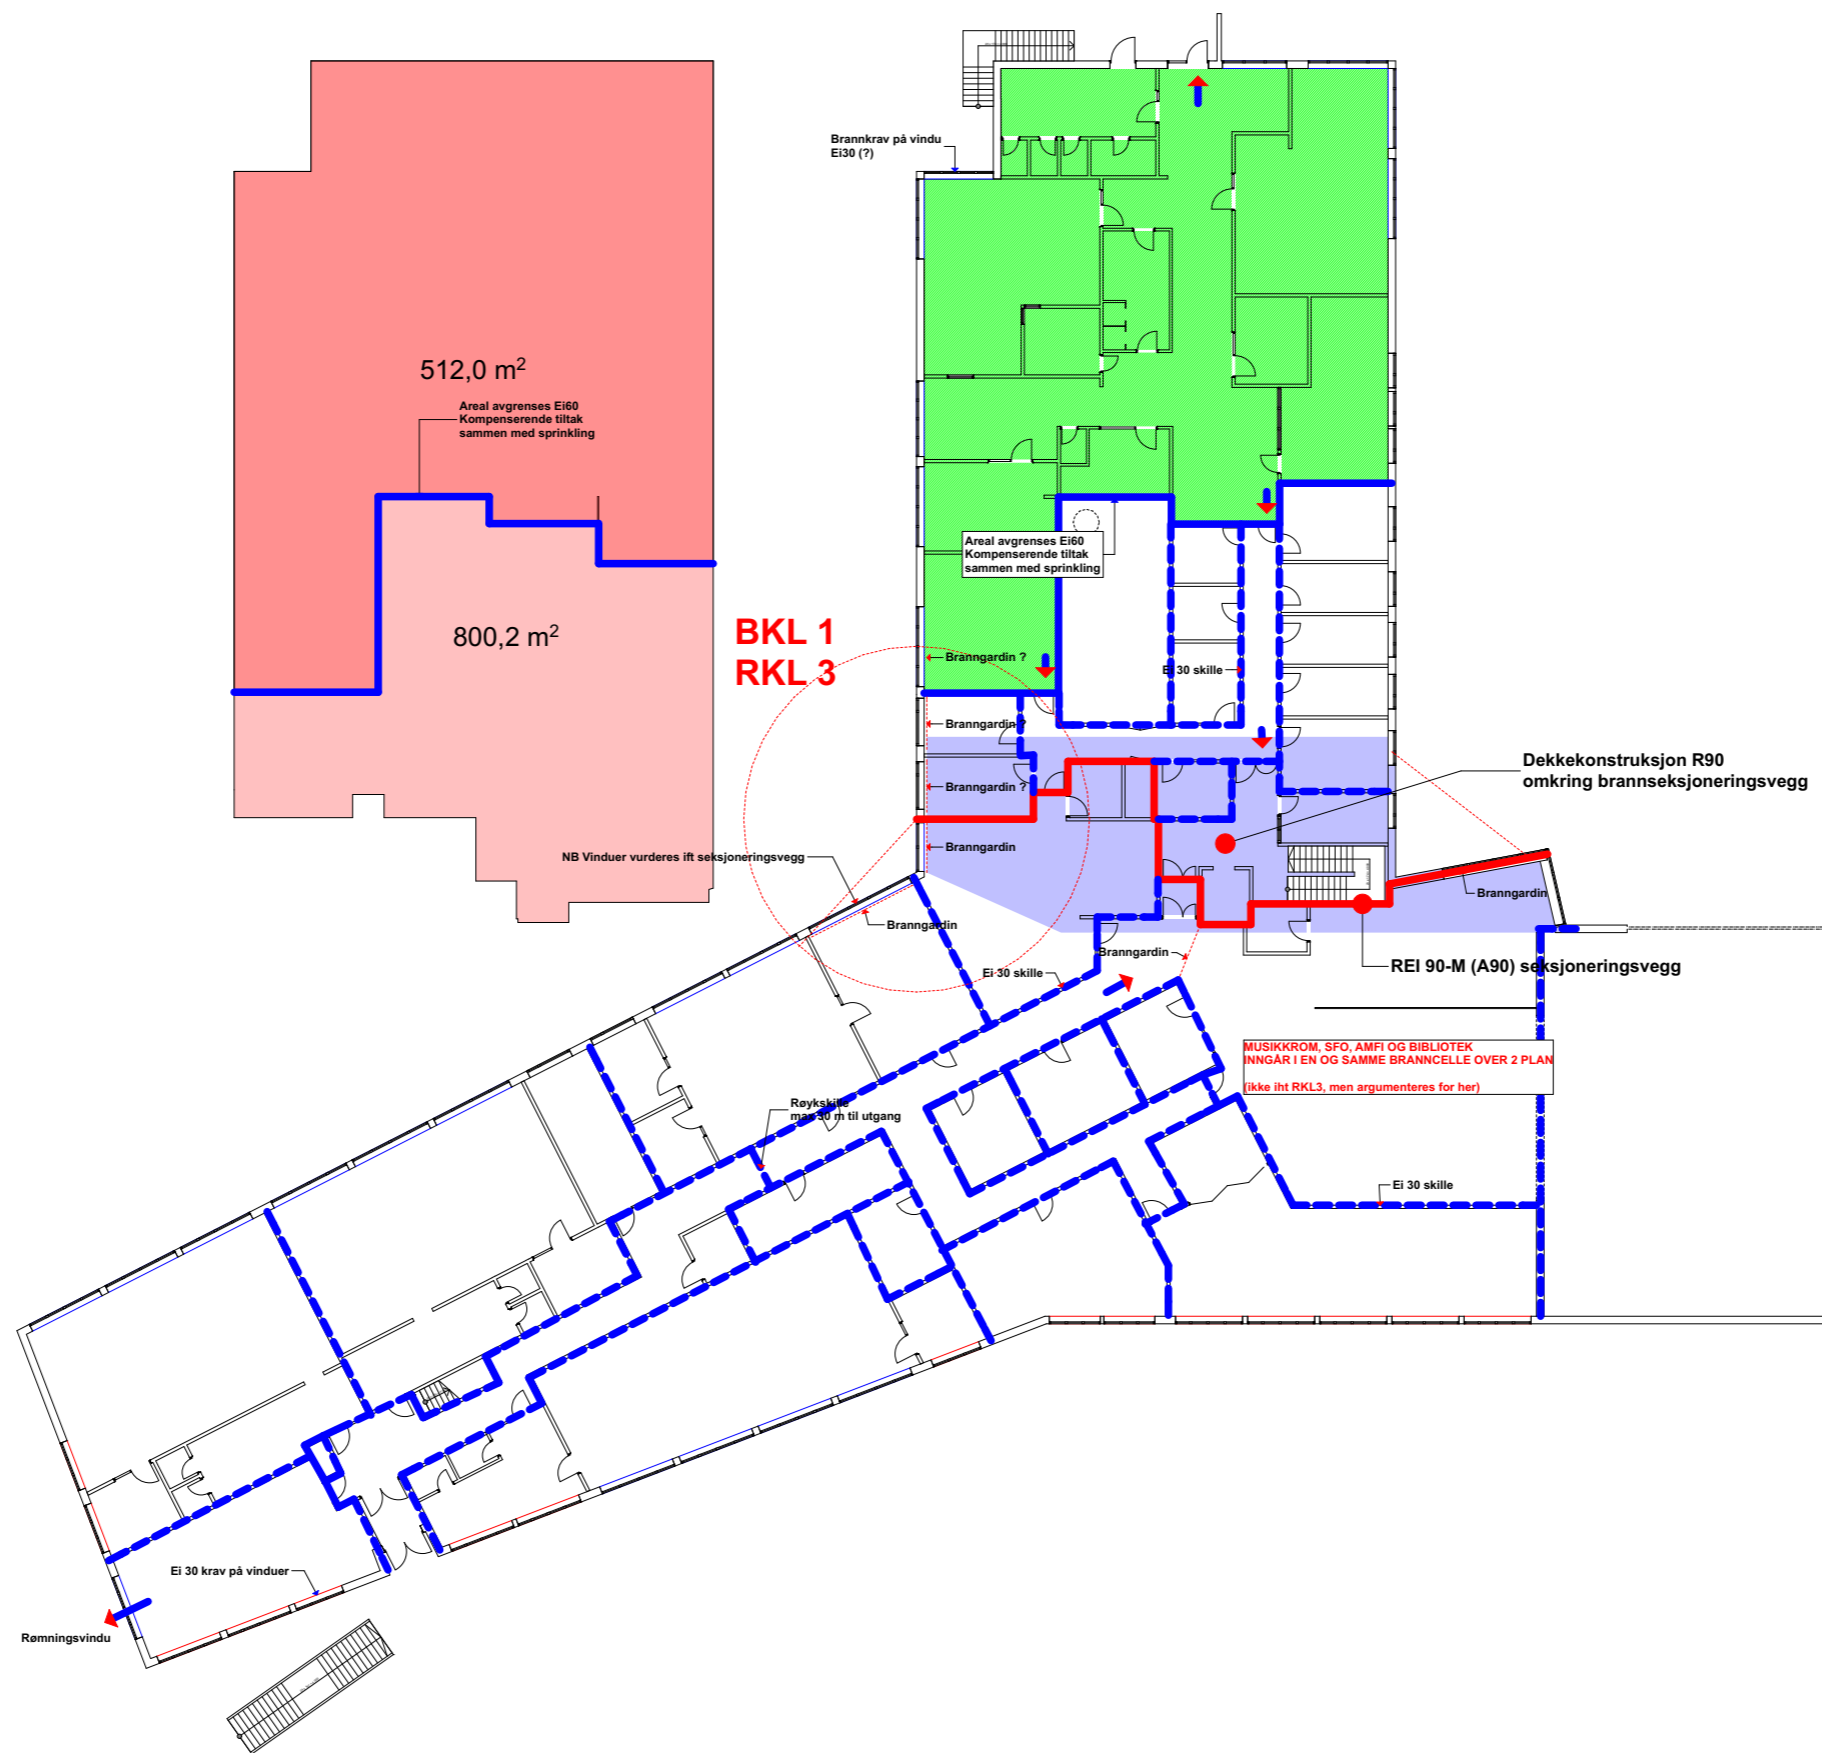 Brannkrav på vindu
Ei30 (?)
512,0 m²
Areal avgrenses Ei60
Kompenserende tiltak
sammen med sprinkling
800,2 m²
Areal avgrenses Ei60
Kompenserende tiltak
sammen med sprinkling
BKL 1
RKL 3
Branngardin ?
Ei 30 skille
Branngardin ?
Branngardin ?
Dekkekonstruksjon R90
omkring brannseksjoneringsvegg
Branngardin
NB Vinduer vurderes ift seksjoneringsvegg
Branngardin
Branngardin
Branngardin
Ei 30 skille
REI 90-M (A90) seksjoneringsvegg
MUSIKKROM, SFO, AMFI OG BIBLIOTEK
INNGÅR I EN OG SAMME BRANNCELLE OVER 2 PLAN
(ikke iht RKL3, men argumenteres for her)
Røykskille
max 30 m til utgang
Ei 30 skille
Ei 30 krav på vinduer
Rømningsvindu